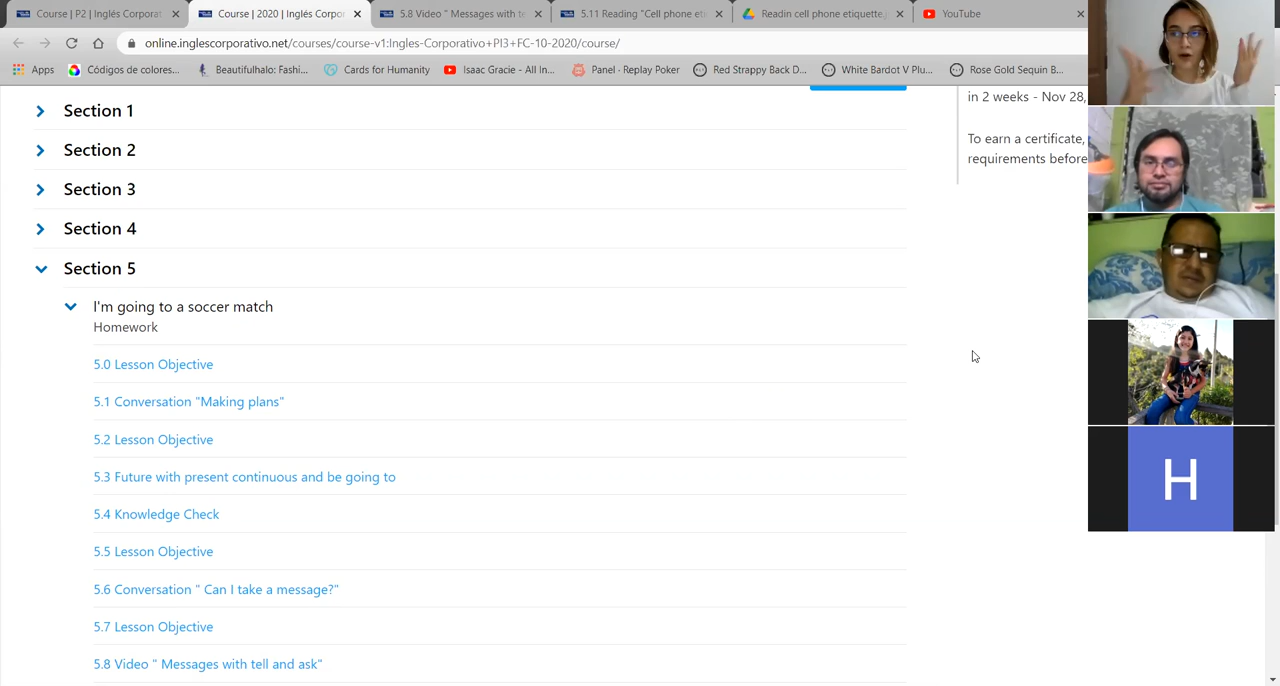 Course | P2 | Inglés Corporat
Course | 2020 | Inglés Corpor
5.8 Video " Messages with te
5.11 Reading "Cell phone eti
Readin cell phone etiquette.j
YouTube
online.inglescorporativo.net/courses/course-v1:Ingles-Corporativo+PI3+FC-10-2020/course/
Apps
Códigos de colores...
Beautifulhalo: Fashi...
Cards for Humanity
Isaac Gracie - All In...
Panel · Replay Poker
Red Strappy Back D...
White Bardot V Plu...
Rose Gold Sequin B...
in 2 weeks - Nov 28,
To earn a certificate,
requirements before
Section 1
Section 2
Section 3
Section 4
Section 5
I'm going to a soccer match
Homework
5.0 Lesson Objective
5.1 Conversation "Making plans"
5.2 Lesson Objective
5.3 Future with present continuous and be going to
5.4 Knowledge Check
5.5 Lesson Objective
5.6 Conversation " Can I take a message?"
5.7 Lesson Objective
5.8 Video " Messages with tell and ask"
H